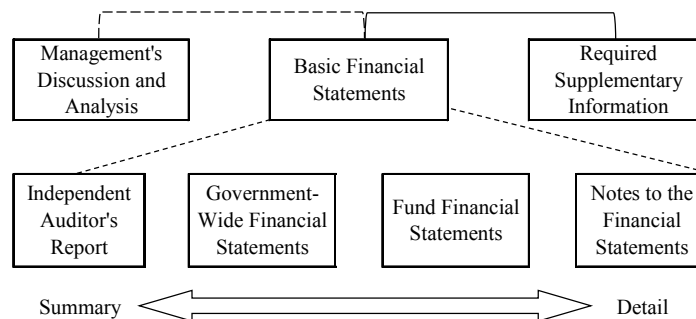 Management's
Discussion and
Analysis
Basic Financial
Statements
Required
Supplementary
Information
Independent
Auditor's
Report
Government-
Wide Financial
Statements
Fund Financial
Statements
Notes to the
Financial
Statements
Summary
Detail